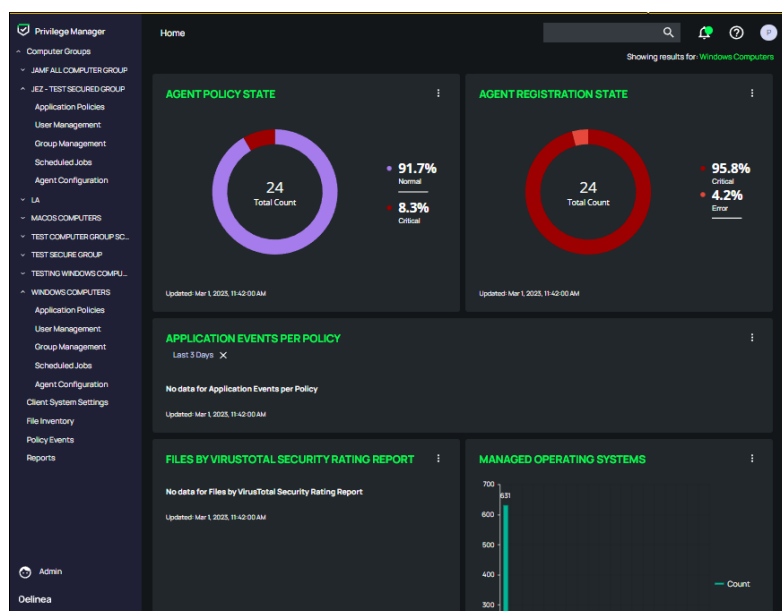 Privilege Manager
Computer Groups
JAMF ALL COMPUTER GROUP
JEZ - TEST SECURED GROUP
Application Policies
User Management
Group Management
Scheduled Jobs
Agent Configuration
LA
MACOS COMPUTERS
TEST COMPUTER GROUP SC...
TEST SECURE GROUP
TESTING WINDOWS COMPU...
WINDOWS COMPUTERS
Application Policies
User Management
Group Management
Scheduled Jobs
Agent Configuration
Client System Settings
File Inventory
Policy Events
Reports
Admin
Delinea
Home
P
Showing results for: Windows Computers
AGENT POLICY STATE
24
Total Count
91.7%
Normal
8.3%
Critical
Updated: Mar 1, 2023, 11:42:00 AM
AGENT REGISTRATION STATE
24
Total Count
95.8%
Critical
4.2%
Error
Updated: Mar 1, 2023, 11:42:00 AM
APPLICATION EVENTS PER POLICY
Last 3 Days
No data for Application Events per Policy
Updated: Mar 1, 2023, 11:42:00 AM
FILES BY VIRUSTOTAL SECURITY RATING REPORT
No data for Files by VirusTotal Security Rating Report
Updated: Mar 1, 2023, 11:42:00 AM
MANAGED OPERATING SYSTEMS
700
631
600
500
400
300
Count